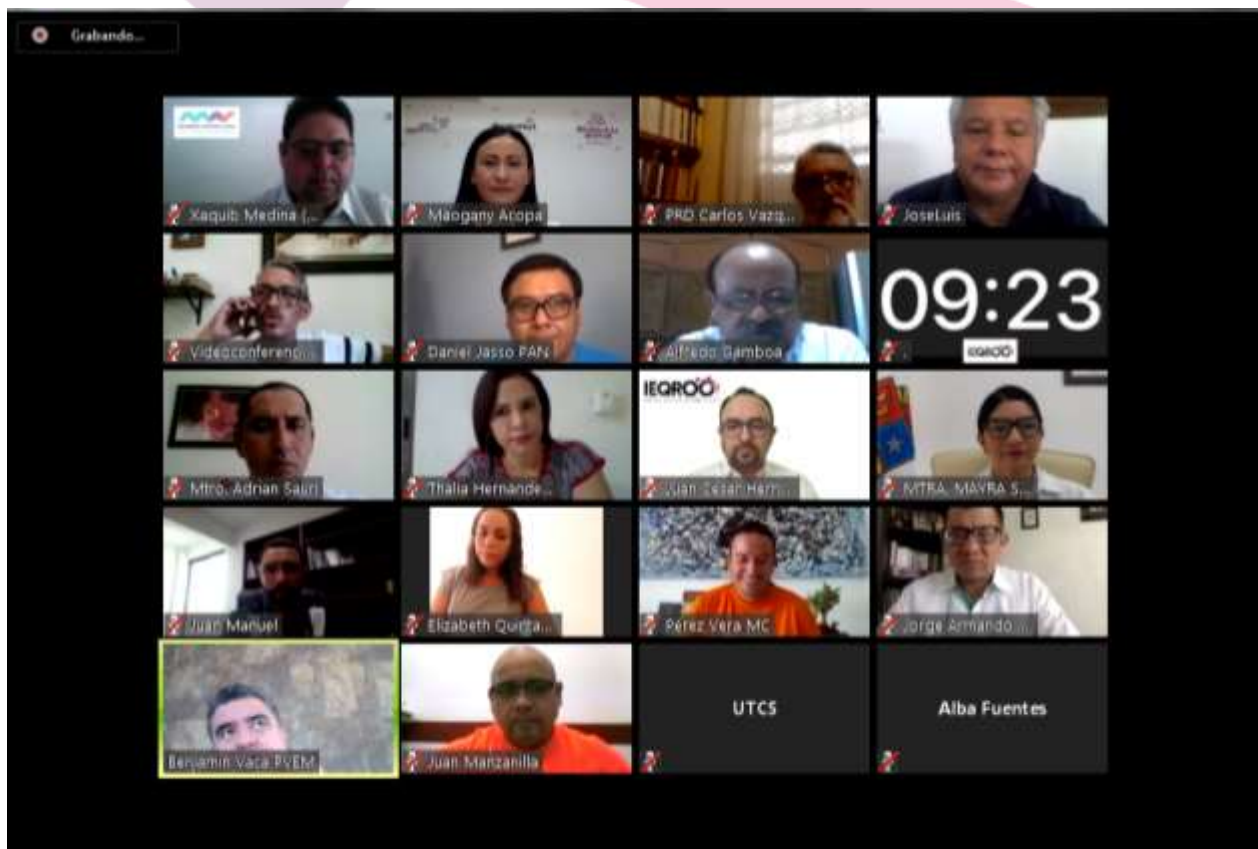 Grabando...
Xaquib Medina (...
Maogany Acopa
PRD Carlos Vazq...
JoseLuis
Videoconferenc...
Daniel Jasso PAN
Alfredo Gamboa
09:23
IEQROO
.
Mtro. Adrian Sauri
Thalia Hernande...
IEQROO
Juan Cesar Hern...
MTRA. MAYRA S...
Juan Manuel
Elizabeth Quinta...
Pérez Vera MC
Jorge Armando ...
Benjamin Vaca PVEM
Juan Manzanilla
UTCS
Alba Fuentes